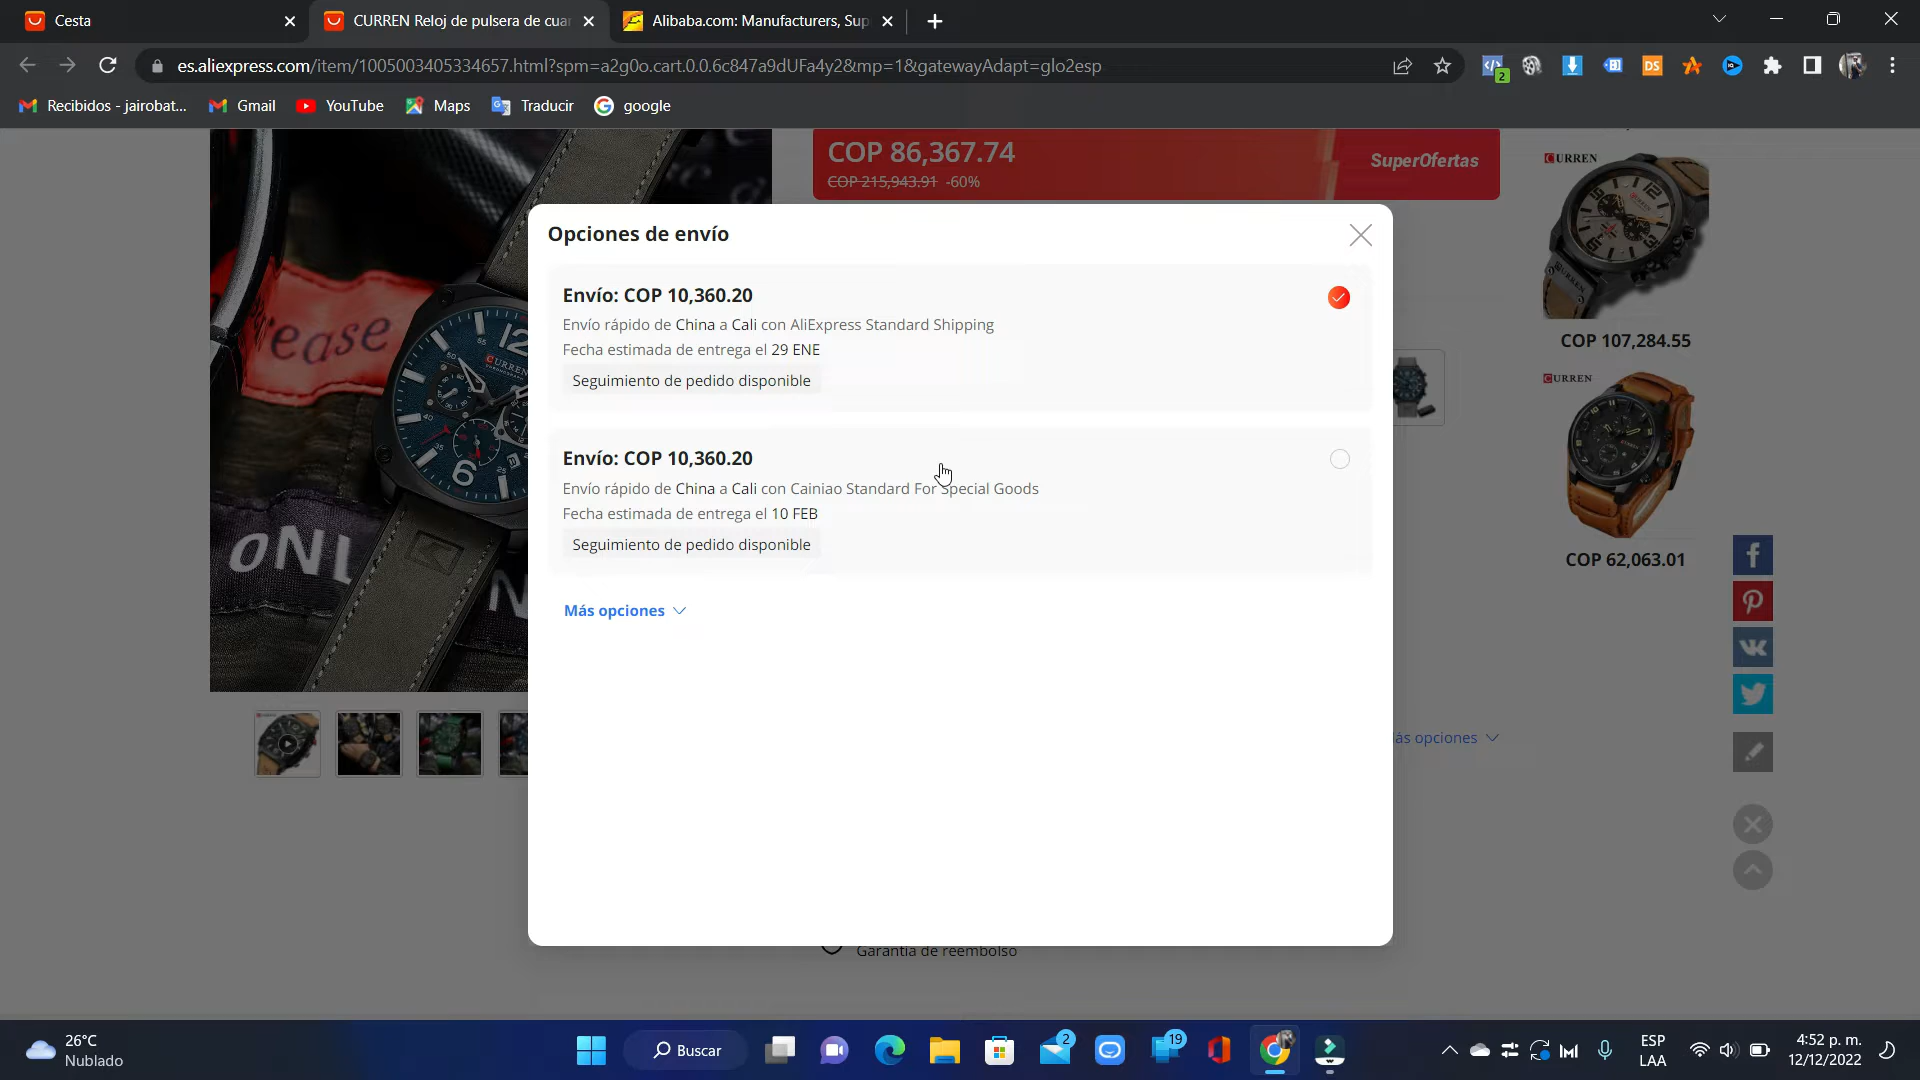 Cesta
CURREN Reloj de pulsera de cuar
Alibaba.com: Manufacturers, Sup
es.aliexpress.com/item/1005003405334657.html?spm=a2g0o.cart.0.0.6c847a9dUFa4y2&mp=1&gatewayAdapt=glo2esp
2
DS
Recibidos - jairobat...
Gmail
YouTube
Maps
Traducir
google
COP 86,367.74
COP 215,943.91 -60%
SuperOfertas
CURREN
COP 107,284.55
CURREN
COP 62,063.01
ease
ONL
Opciones de envío
Envío: COP 10,360.20
Envío rápido de China a Cali con AliExpress Standard Shipping
Fecha estimada de entrega el 29 ENE
Seguimiento de pedido disponible
Envío: COP 10,360.20
Envío rápido de China a Cali con Cainiao Standard For Special Goods
Fecha estimada de entrega el 10 FEB
Seguimiento de pedido disponible
Más opciones
ás opciones
Garantía de reembolso
26°C
Nublado
Buscar
2
19
ESP
LAA
4:52 p. m.
12/12/2022